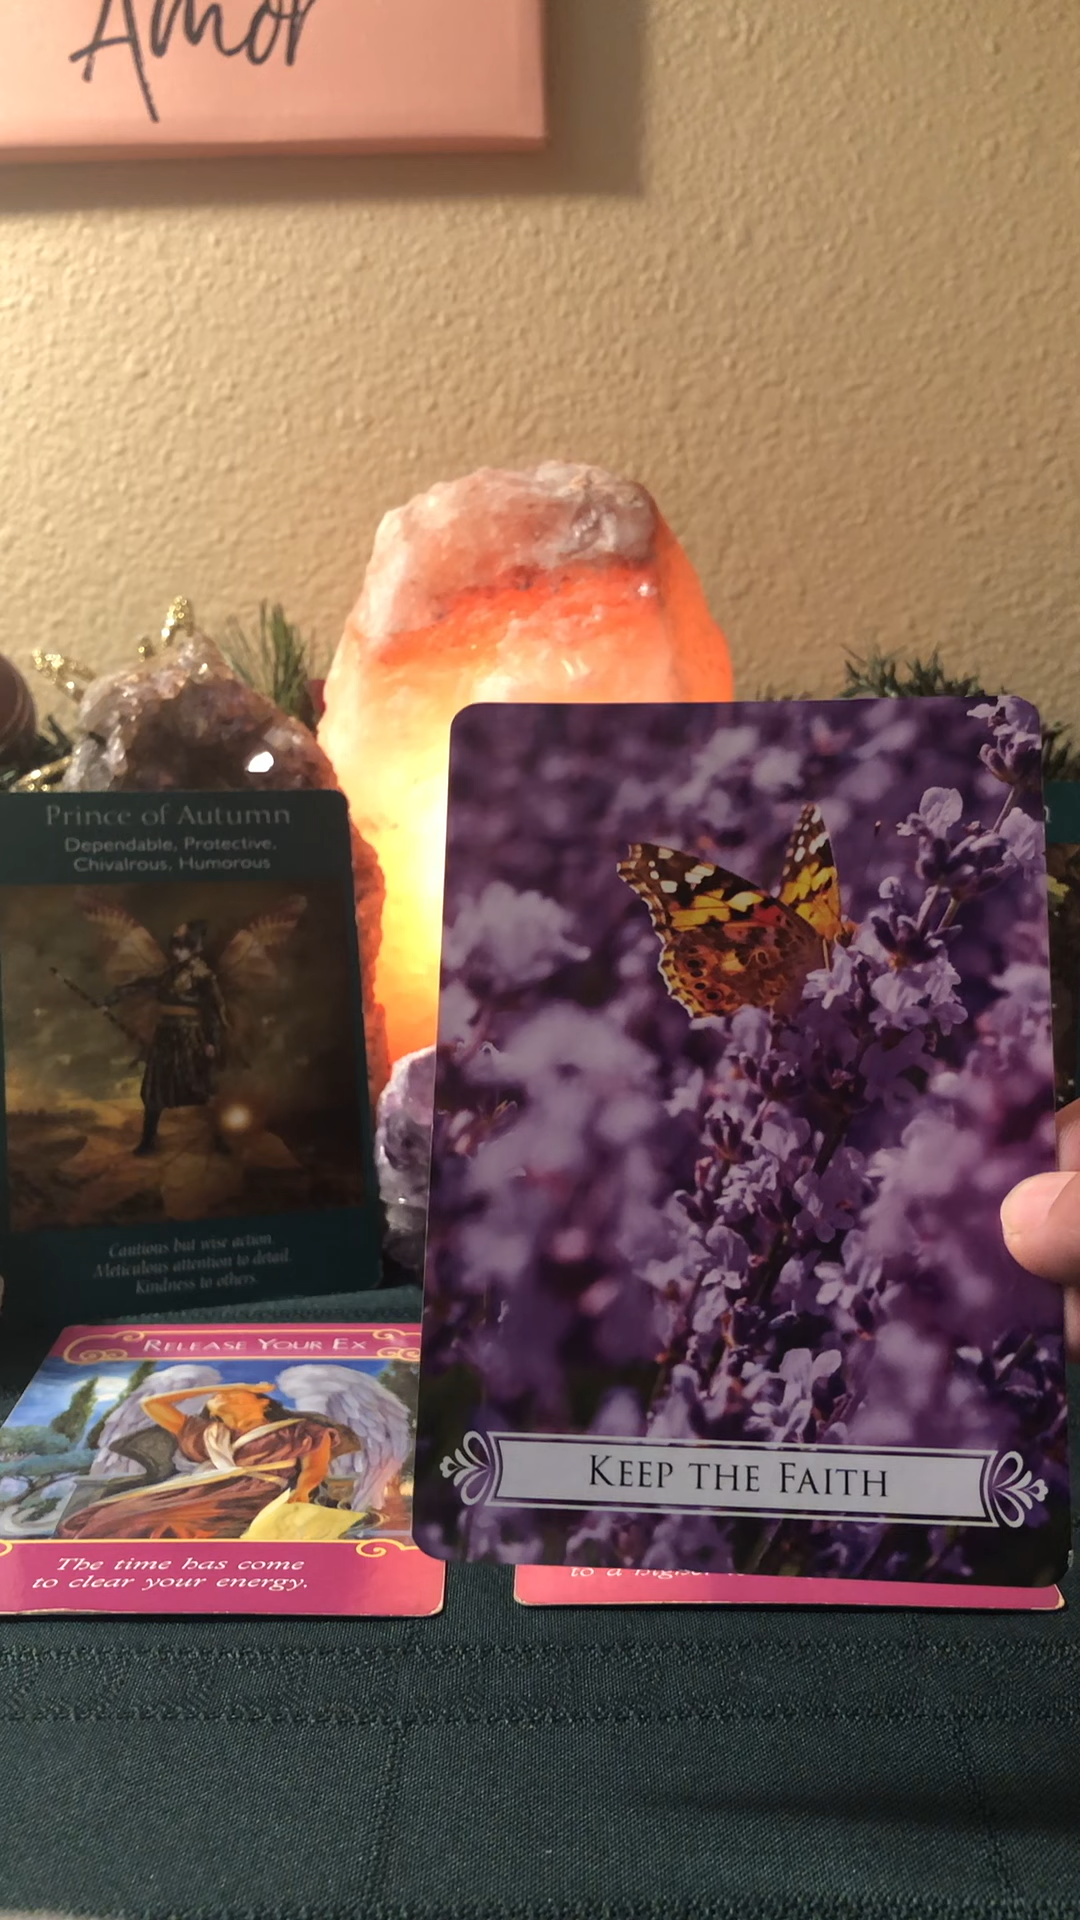 Amor
Prince of Autumn
Dependable, Protective,
Chivalrous, Humorous
Cautious but wise action.
Meticulous attention to detail.
Kindness to others.
RELEASE YOUR EX
The time has come
to clear your energy.
KEEP THE FAITH
to a